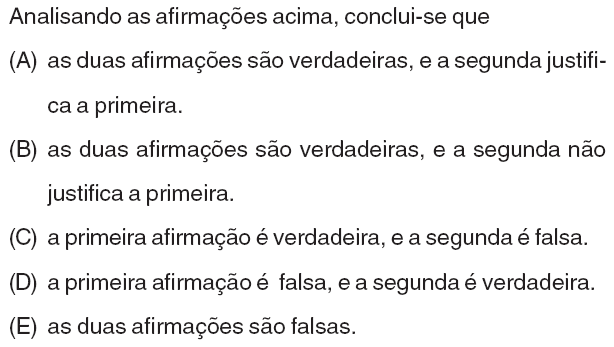 Analisando as afirmações acima, conclui-se que
(A) as duas afirmações são verdadeiras, e a segunda justifi-
ca a primeira.
(B) as duas afirmações são verdadeiras, e a segunda não
justifica a primeira.
(C) a primeira afirmação é verdadeira, e a segunda é falsa.
(D) a primeira afirmação é falsa, e a segunda é verdadeira.
(E) as duas afirmações são falsas.